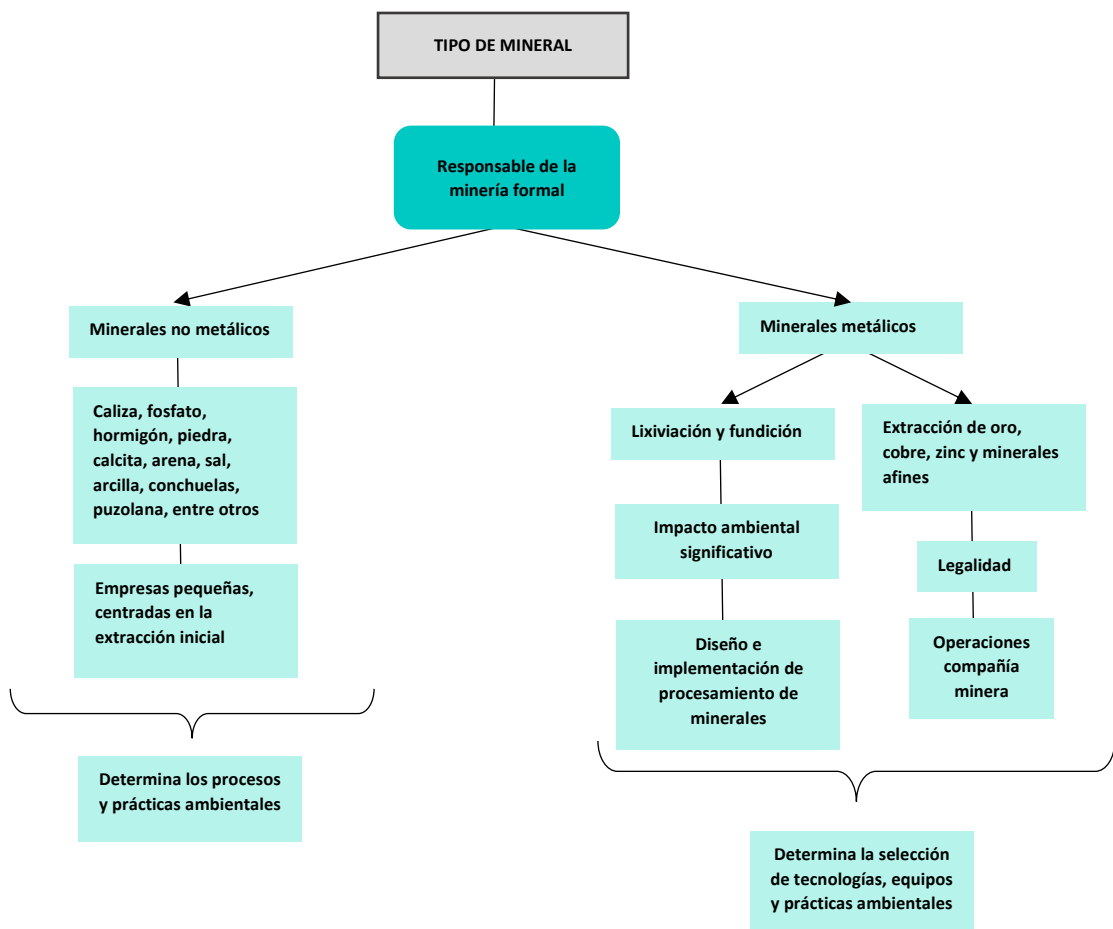 TIPO DE MINERAL
Responsable de la
minería formal
Minerales no metálicos
Caliza, fosfato,
hormigón, piedra,
calcita, arena, sal,
arcilla, conchuelas,
puzolana, entre otros
Empresas pequeñas,
centradas en la
extracción inicial
Determina los procesos
y prácticas ambientales
Minerales metálicos
Lixiviación y fundición
Impacto ambiental
significativo
Diseño e
implementación de
procesamiento de
minerales
Extracción de oro,
cobre, zinc y minerales
afines
Legalidad
Operaciones
compañía
minera
Determina la selección
de tecnologías, equipos
y prácticas ambientales